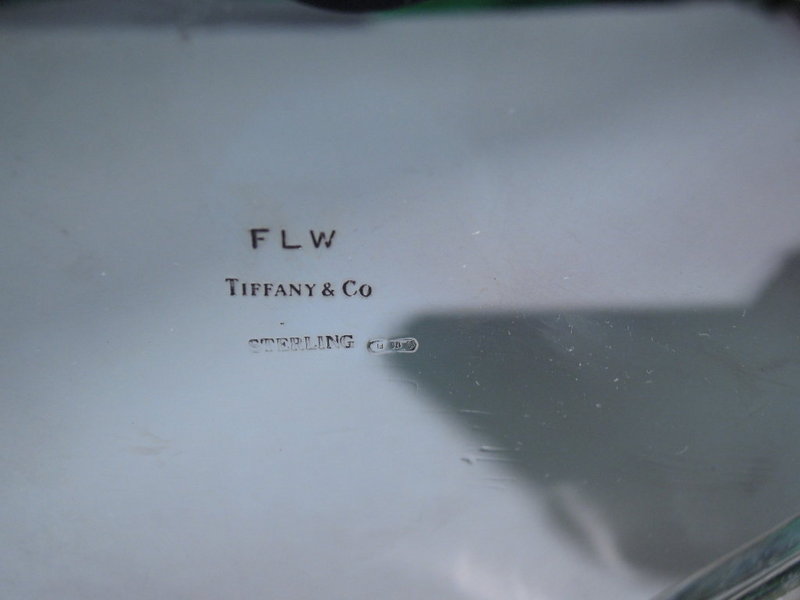 FLW
TIFFANY & CO
STERLING